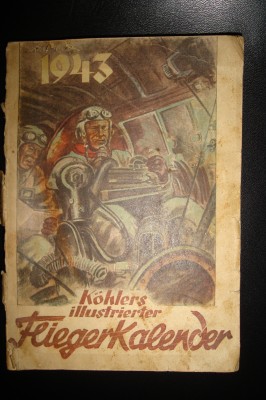 1943
Köhlers
illustrierter
FliegerKalender